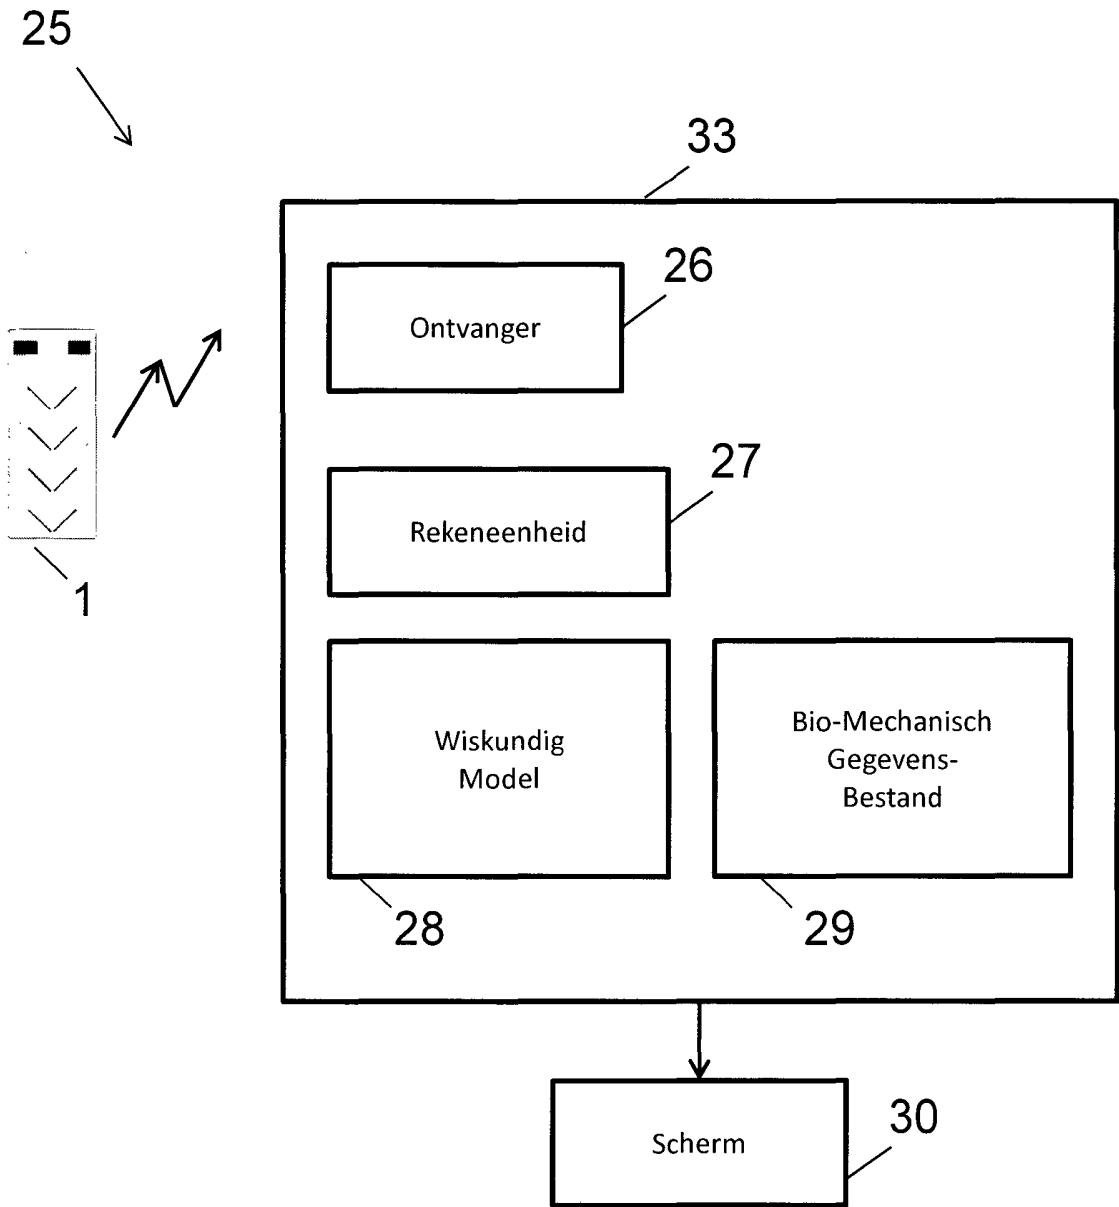 25
33
26
Ontvanger
27
Rekeneenheid
1
Wiskundig
Model
Bio-Mechanisch
Gegevens-
Bestand
28
29
30
Scherm